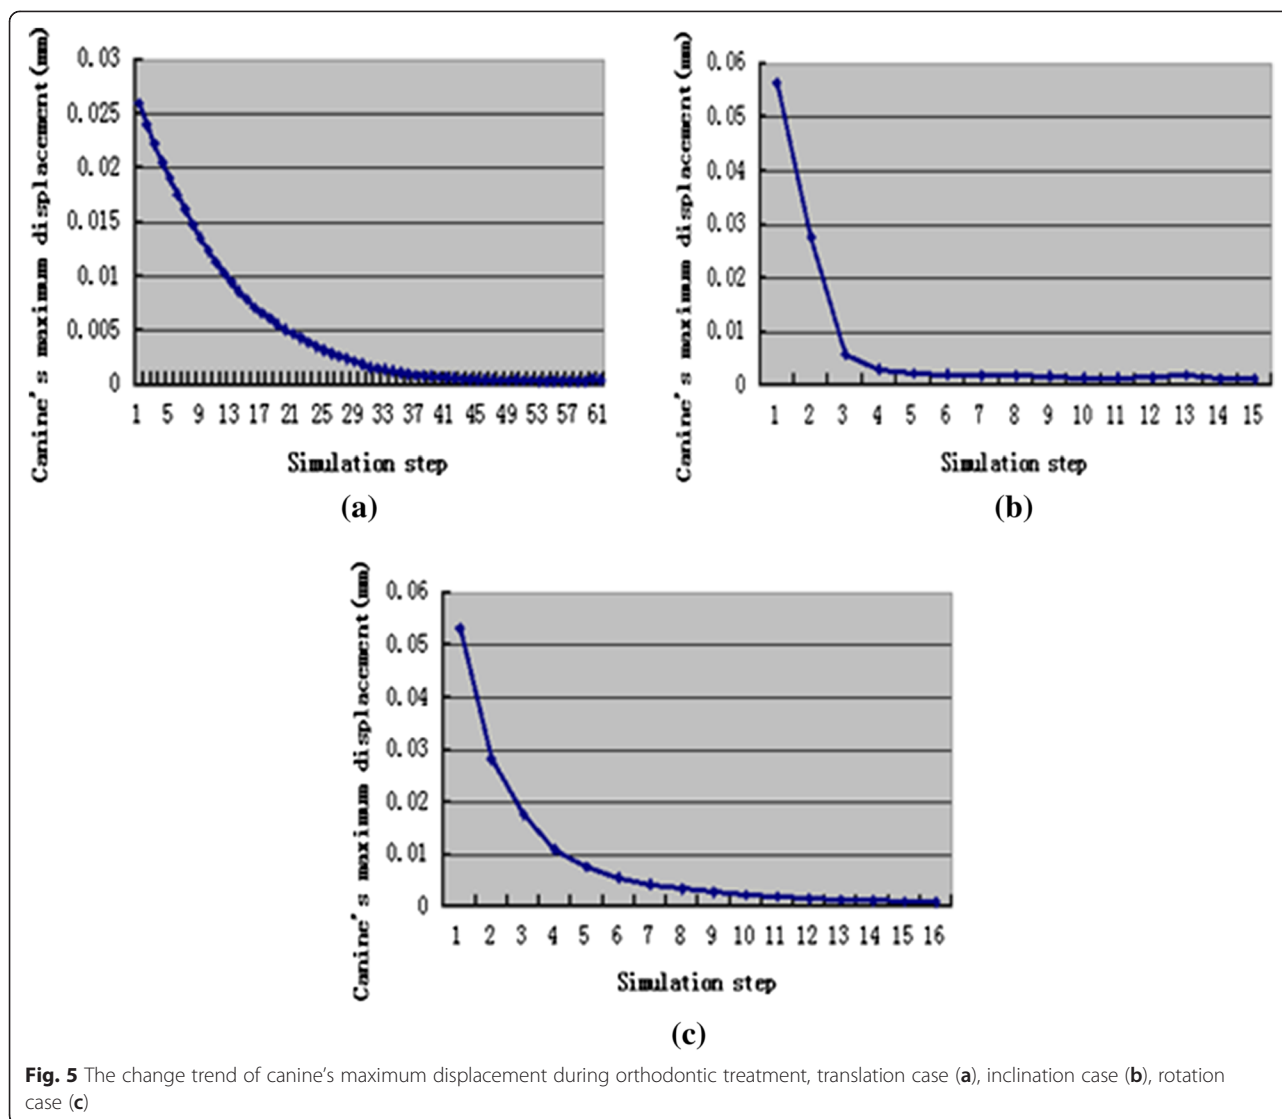 Canine's maximum displacement(mm)
0.03
0.025
0.02
0.015
0.01
0.005
0
1 5 9 13 17 21 25 29 33 37 41 45 49 53 57 61
Simulation step
(a)
Canine's maximum displacement(mm)
0.06
0.05
0.04
0.03
0.02
0.01
0
1 2 3 4 5 6 7 8 9 10 11 12 13 14 15
Simulation step
(b)
Canine's maximum displacement(mm)
0.06
0.05
0.04
0.03
0.02
0.01
0
1 2 3 4 5 6 7 8 9 10 11 12 13 14 15 16
Simulation step
(c)
Fig. 5 The change trend of canine's maximum displacement during orthodontic treatment, translation case (a), inclination case (b), rotation
case (c)